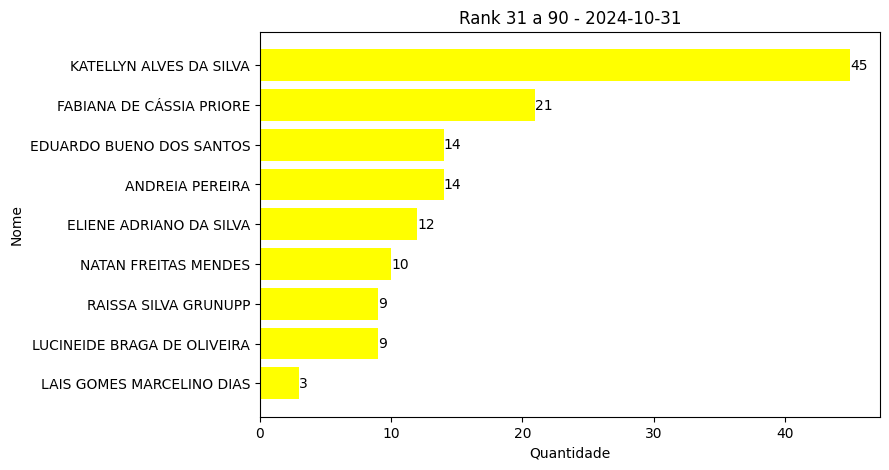 Rank 31 a 90 - 2024-10-31
Nome
KATELLYN ALVES DA SILVA 45
FABIANA DE CÁSSIA PRIORE 21
EDUARDO BUENO DOS SANTOS 14
ANDREIA PEREIRA 14
ELIENE ADRIANO DA SILVA 12
NATAN FREITAS MENDES 10
RAISSA SILVA GRUNUPP 9
LUCINEIDE BRAGA DE OLIVEIRA 9
LAIS GOMES MARCELINO DIAS 3
0 10 20 30 40
Quantidade